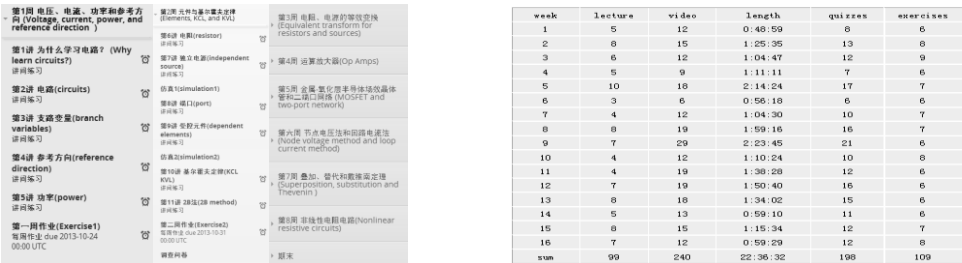 第1周 电压、电流、功率和参考方
向 (Voltage, current, power, and
reference direction )
第1讲 为什么学习电路? (Why
learn circuits?)
讲间练习
第2讲 电路(circuits)
讲间练习
第3讲 支路变量(branch
variables)
讲间练习
第4讲 参考方向(reference
direction)
讲间练习
第5讲 功率(power)
讲间练习
第一周作业(Exercise1)
每周作业 due 2013-10-24
00:00 UTC
第2周 元件与基尔霍夫定律
(Elements, KCL, and KVL)
第6讲 电阻(resistor)
讲间练习
第7讲 独立电源(independent
source)
讲间练习
仿真1(simulation1)
第8讲 端口(port)
讲间练习
第9讲 受控元件(dependent
elements)
讲间练习
仿真2(simulation2)
第10讲 基尔霍夫定律(KCL
KVL)
讲间练习
第11讲 2B法(2B method)
讲间练习
第二周作业(Exercise2)
每周作业 due 2013-10-31
00:00 UTC
调查问卷
第3周 电阻、电源的等效变换
(Equivalent transform for
resistors and sources)
第4周 运算放大器(Op Amps)
第5周 金属-氧化层半导体场效晶体
管和二端口网络 (MOSFET and
two-port network)
第六周 节点电压法和回路电流法
(Node voltage method and loop
current method)
第7周 叠加、替代和戴维南定理
(Superposition, substitution and
Thevenin )
第8周 非线性电阻电路(Nonlinear
resistive circuits)
期末
week lecture video length quizzes exercises
1 5 12 0:48:59 8 6
2 8 15 1:25:35 13 8
3 6 12 1:04:47 12 9
4 5 9 1:11:11 7 6
5 10 18 2:14:24 17 7
6 3 6 0:56:18 6 6
7 4 12 1:04:30 10 7
8 8 19 1:59:16 16 7
9 7 29 2:23:45 21 6
10 4 12 1:10:24 10 8
11 4 19 1:38:28 12 6
12 7 19 1:50:40 16 6
13 8 18 1:34:02 15 6
14 5 13 0:59:10 11 6
15 8 15 1:15:34 12 7
16 7 12 0:59:29 12 8
sum 99 240 22:36:32 198 109